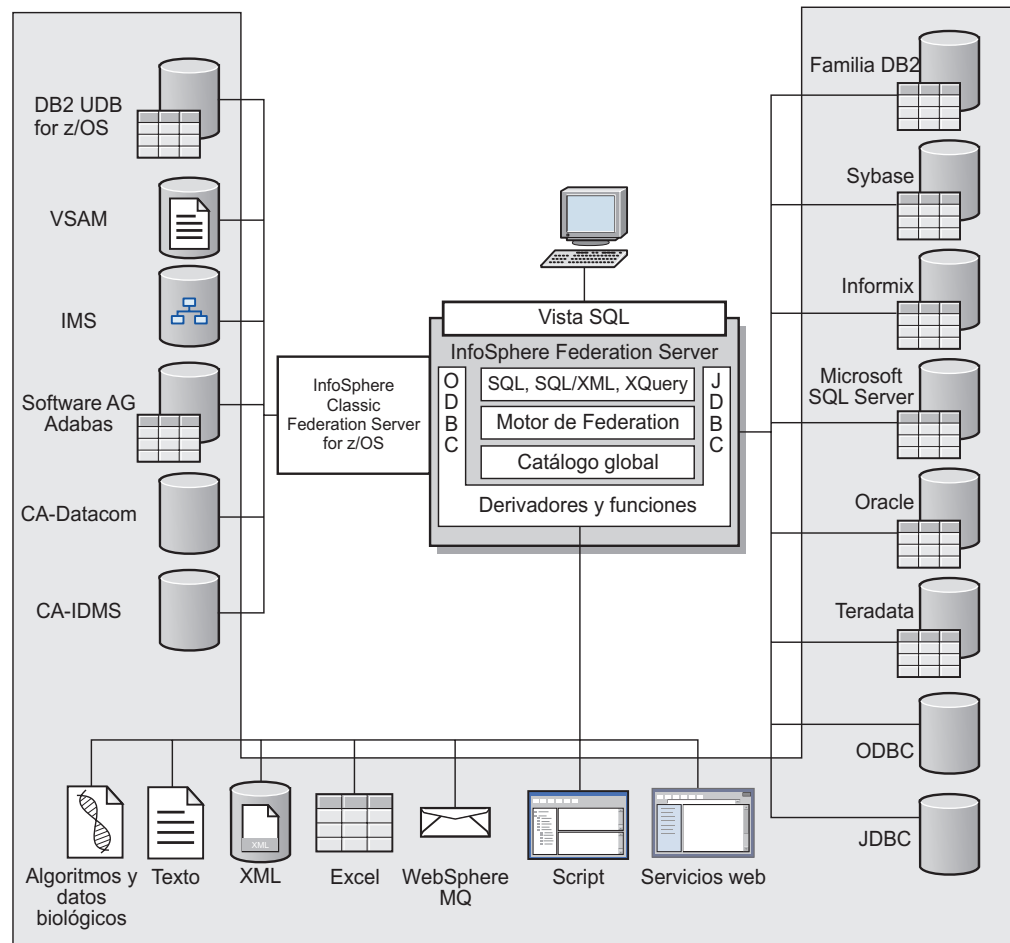 DB2 UDB
for z/OS
VSAM
IMS
Software AG
Adabas
CA-Datacom
CA-IDMS
InfoSphere
Classic
Federation Server
for z/OS
Vista SQL
InfoSphere Federation Server
O
D
B
C
SQL, SQL/XML, XQuery
Motor de Federation
Catálogo global
J
D
B
C
Derivadores y funciones
Familia DB2
Sybase
Informix
Microsoft
SQL Server
Oracle
Teradata
ODBC
JDBC
Algoritmos y
datos
biológicos
Texto
XML
XML
Excel
WebSphere
MQ
Script
Servicios web